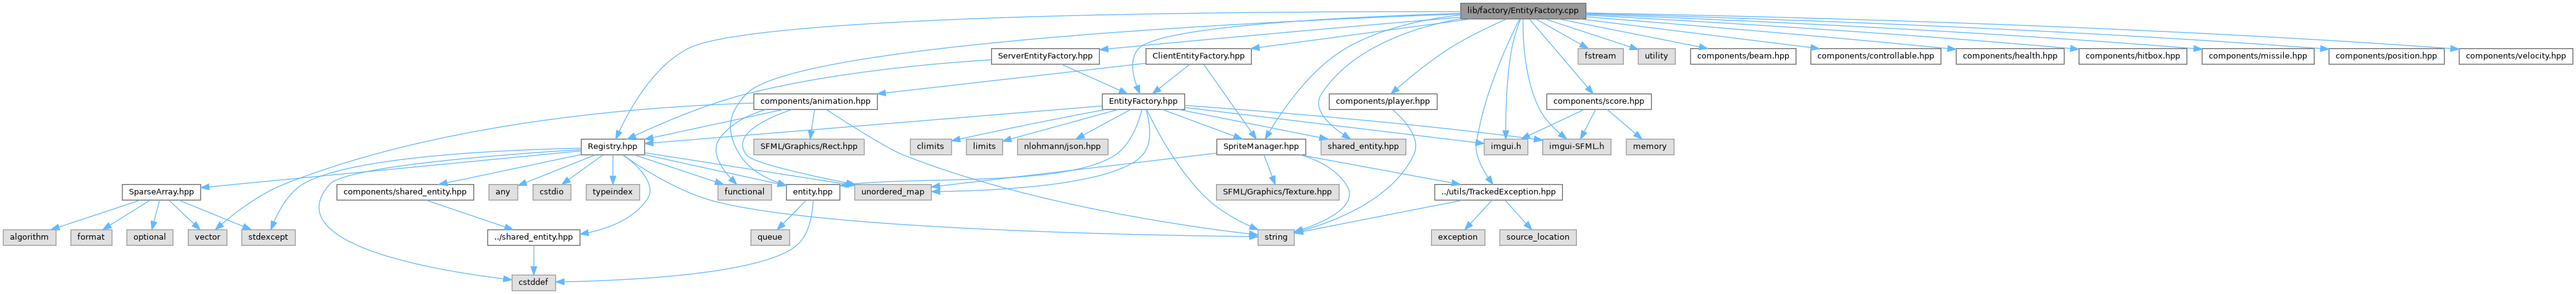 lib/factory/EntityFactory.cpp
ServerEntityFactory.hpp
ClientEntityFactory.hpp
fstream
utility
components/beam.hpp
components/controllable.hpp
components/health.hpp
components/hitbox.hpp
components/missile.hpp
components/position.hpp
components/velocity.hpp
components/animation.hpp
EntityFactory.hpp
components/player.hpp
components/score.hpp
Registry.hpp
SFML/Graphics/Rect.hpp
climits
limits
nlohmann/json.hpp
SpriteManager.hpp
shared_entity.hpp
imgui.h
imgui-SFML.h
memory
SparseArray.hpp
components/shared_entity.hpp
any
cstdio
typeindex
functional
entity.hpp
unordered_map
SFML/Graphics/Texture.hpp
../utils/TrackedException.hpp
algorithm
format
optional
vector
stdexcept
../shared_entity.hpp
queue
string
exception
source_location
cstddef